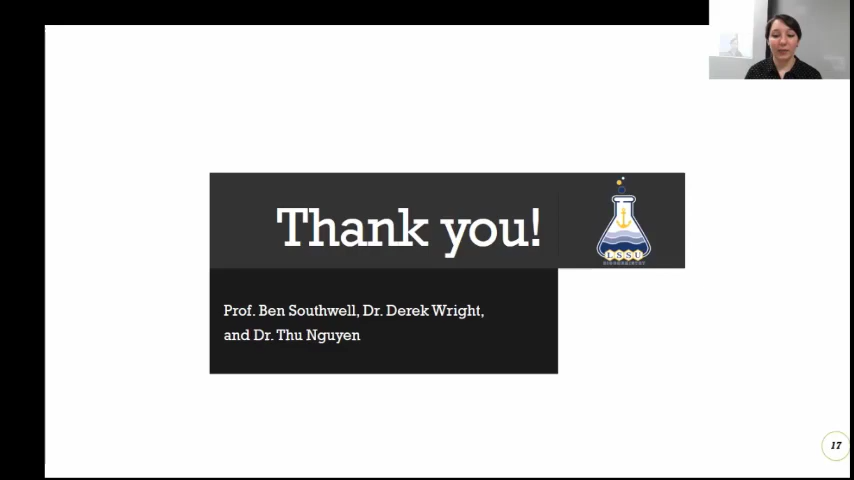 Thank you!
LSSU
Prof. Ben Southwell, Dr. Derek Wright,
and Dr. Thu Nguyen
17